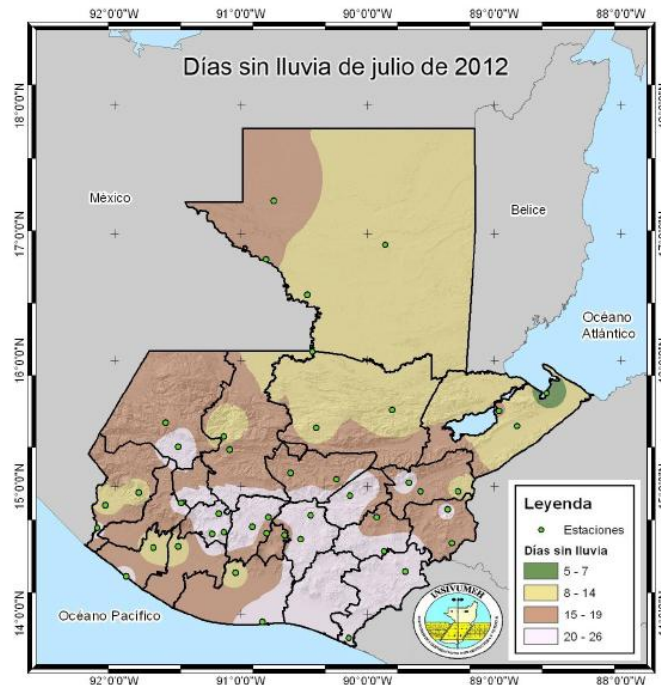 92°0'0"W 91°0'0"W 90°0'0"W 89°0'0"W 88°0'0"W
Días sin lluvia de julio de 2012
18°0'0"N
México
Belice
17°0'0"N
Océano
Atlántico
16°0'0"N
15°0'0"N
14°0'0"N
Océano Pacífico
INSIVUMEH
Leyenda
Estaciones
Días sin lluvia
5 - 7
8 - 14
15 - 19
20 - 26
92°0'0"W 91°0'0"W 90°0'0"W 89°0'0"W 88°0'0"W